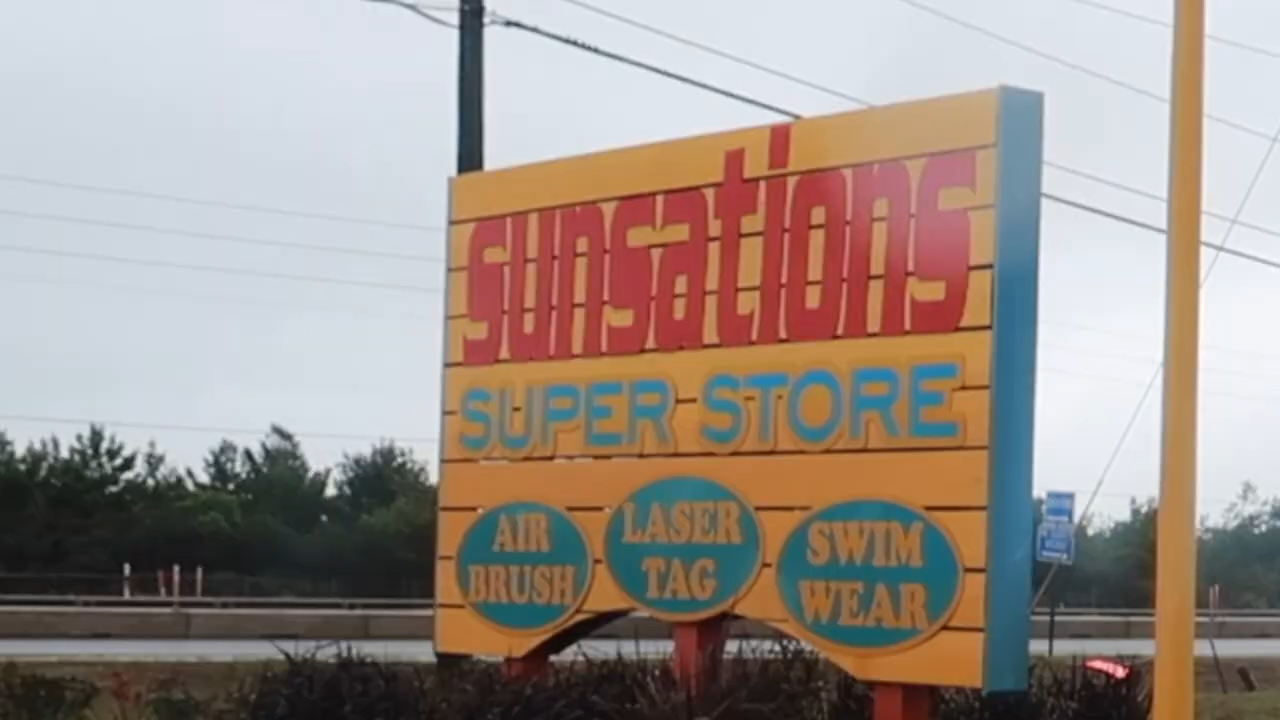 sunsations
SUPER STORE
AIR
BRUSH
LASER
TAG
SWIM
WEAR